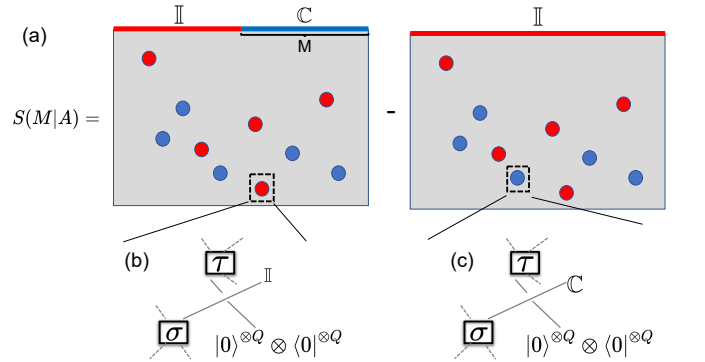 𝕀 ℂ 𝕀
(a)
M
S(M|A) = -
(b) (c)
τ τ
𝕀 ℂ
σ |0⟩^{⊗Q} ⊗ ⟨0|^{⊗Q} σ |0⟩^{⊗Q} ⊗ ⟨0|^{⊗Q}